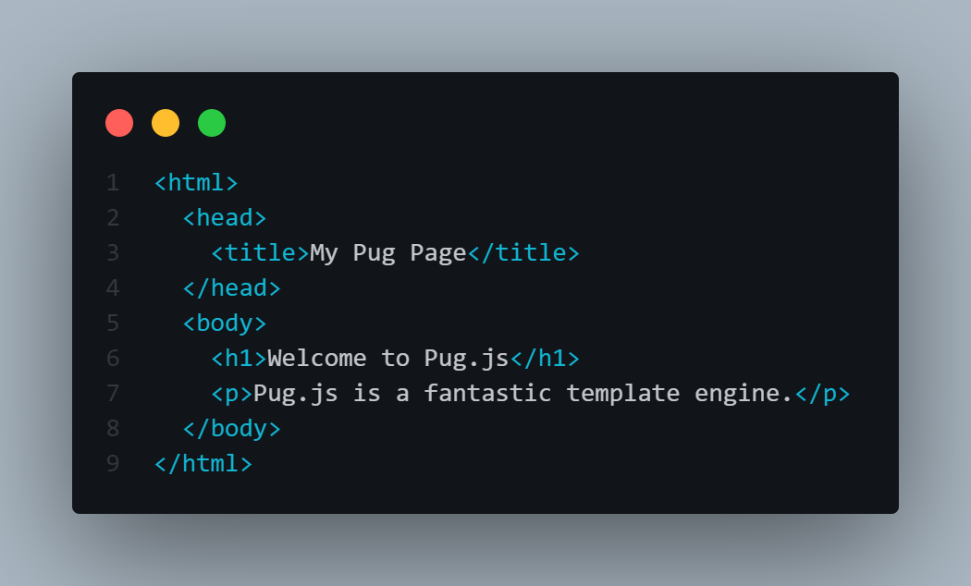 1 <html>
2   <head>
3     <title>My Pug Page</title>
4   </head>
5   <body>
6     <h1>Welcome to Pug.js</h1>
7     <p>Pug.js is a fantastic template engine.</p>
8   </body>
9 </html>